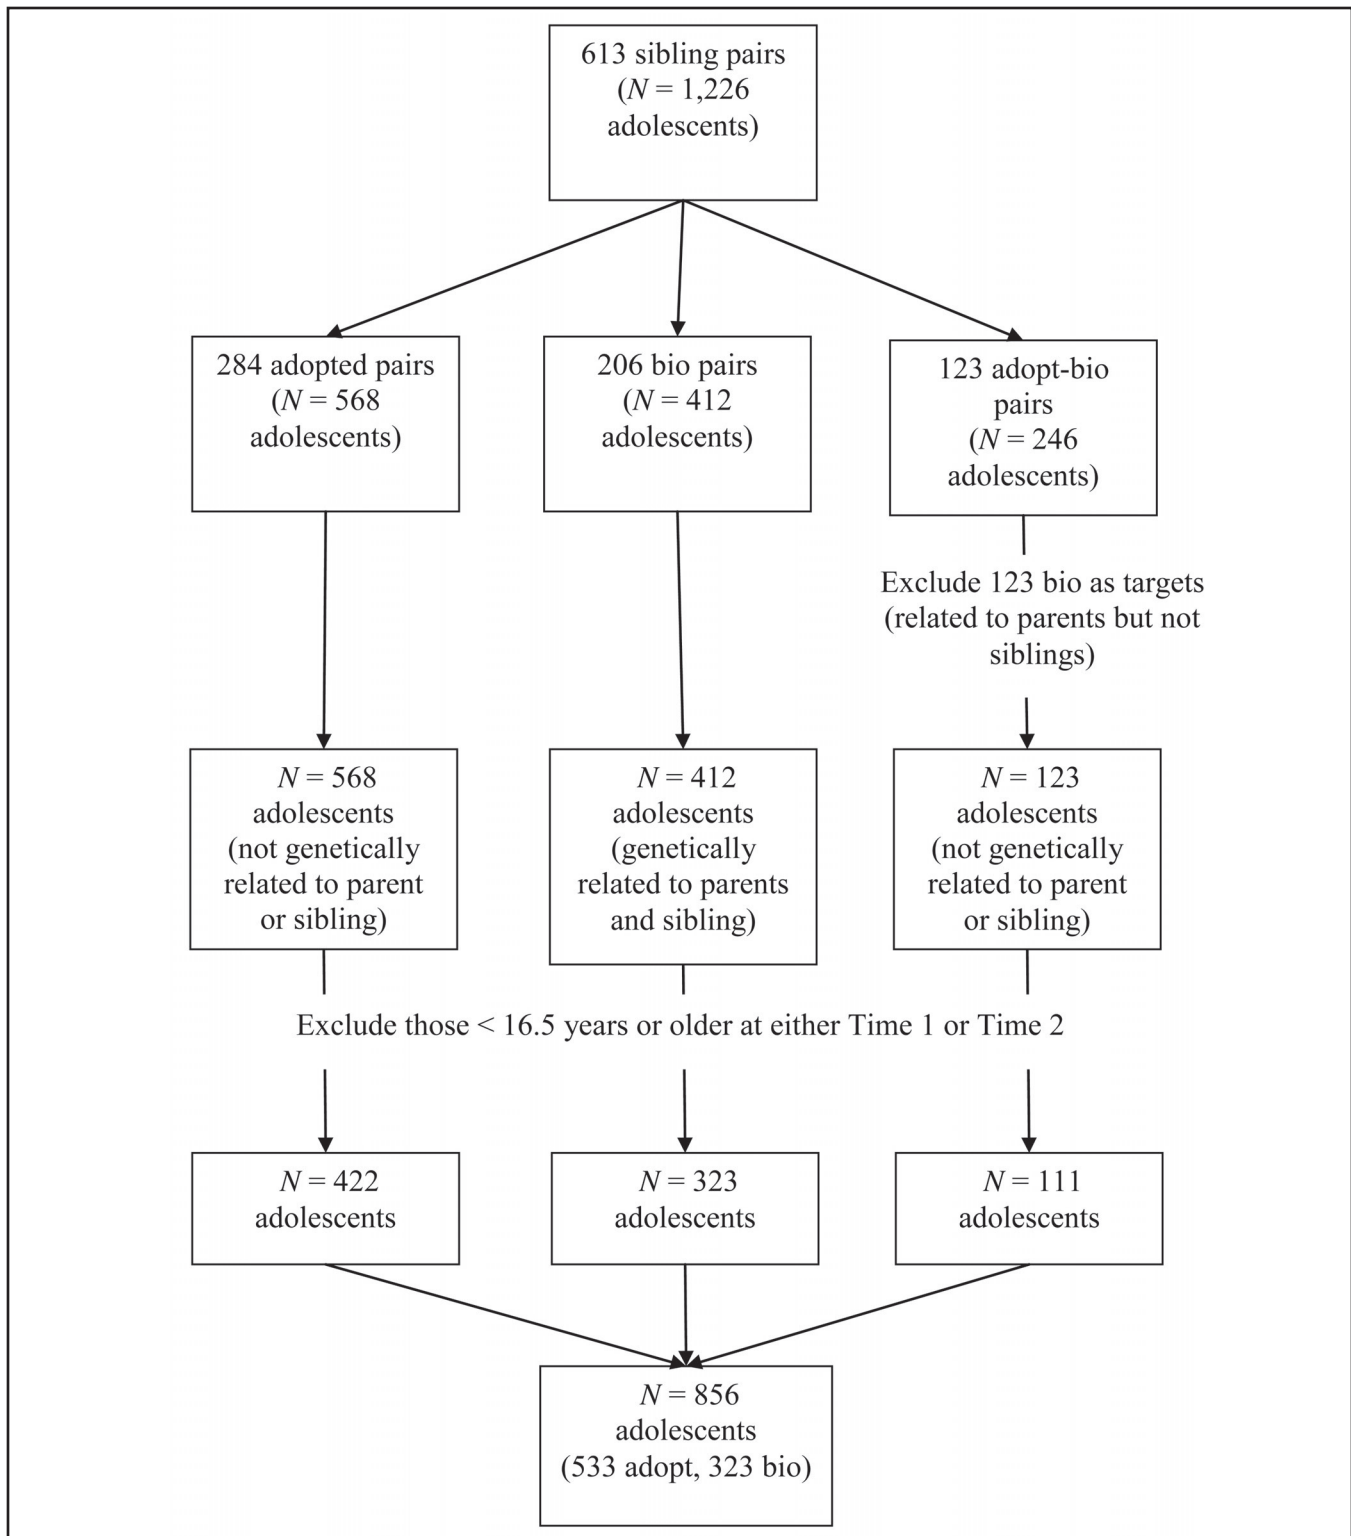 613 sibling pairs
(N = 1,226
adolescents)
284 adopted pairs
(N = 568
adolescents)
206 bio pairs
(N = 412
adolescents)
123 adopt-bio
pairs
(N = 246
adolescents)
Exclude 123 bio as targets
(related to parents but not
siblings)
N = 568
adolescents
(not genetically
related to parent
or sibling)
N = 412
adolescents
(genetically
related to parents
and sibling)
N = 123
adolescents
(not genetically
related to parent
or sibling)
Exclude those < 16.5 years or older at either Time 1 or Time 2
N = 422
adolescents
N = 323
adolescents
N = 111
adolescents
N = 856
adolescents
(533 adopt, 323 bio)